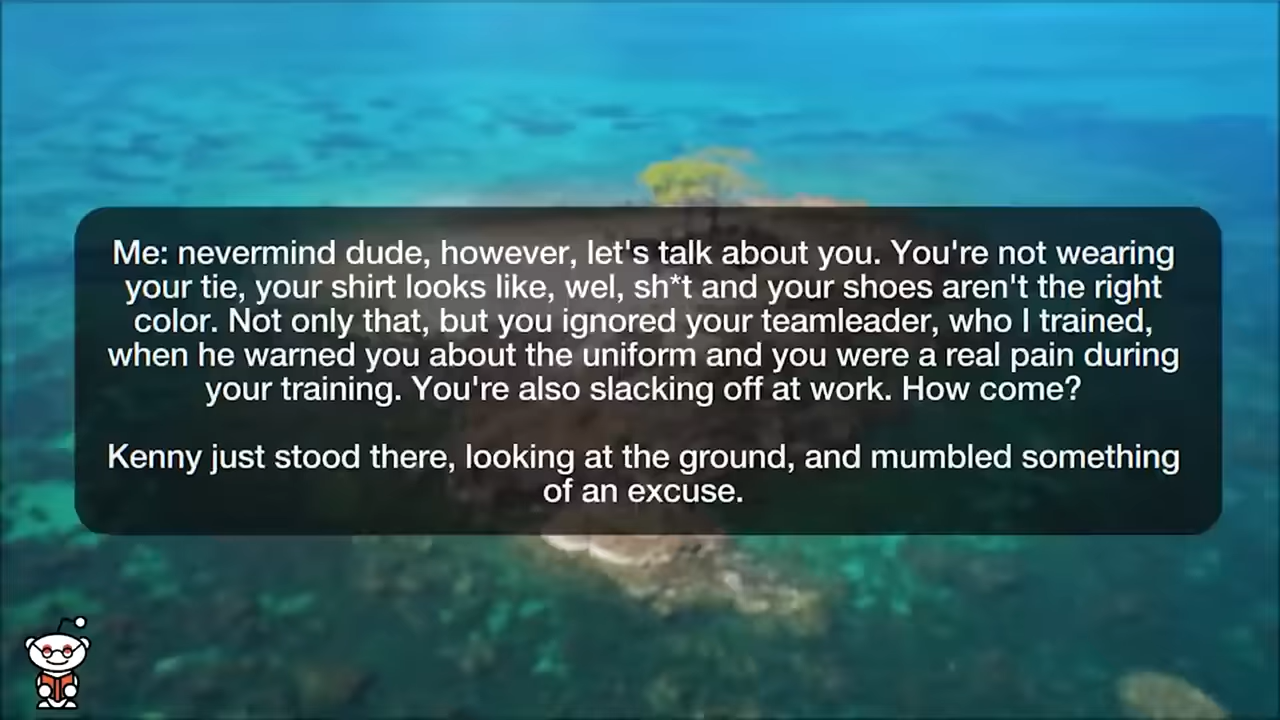 Me: nevermind dude, however, let's talk about you. You're not wearing
your tie, your shirt looks like, wel, sh*t and your shoes aren't the right
color. Not only that, but you ignored your teamleader, who I trained,
when he warned you about the uniform and you were a real pain during
your training. You're also slacking off at work. How come?
Kenny just stood there, looking at the ground, and mumbled something
of an excuse.